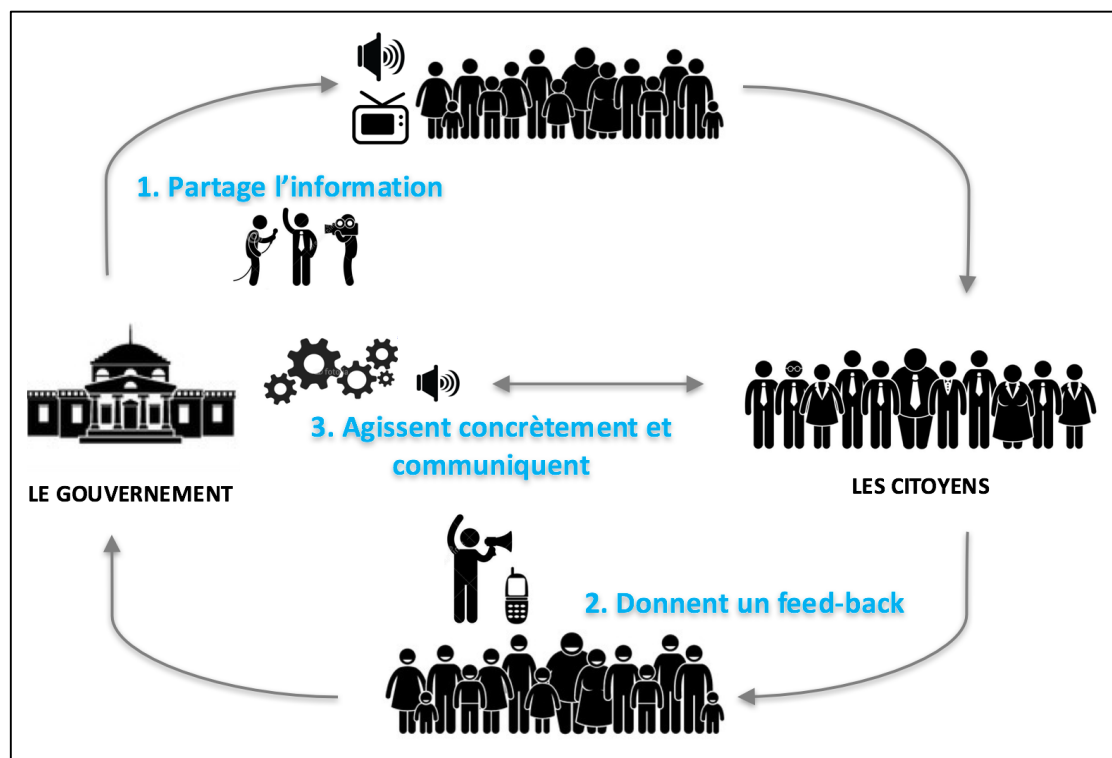 1. Partage l’information
3. Agissent concrètement et
communiquent
LE GOUVERNEMENT
LES CITOYENS
2. Donnent un feed-back